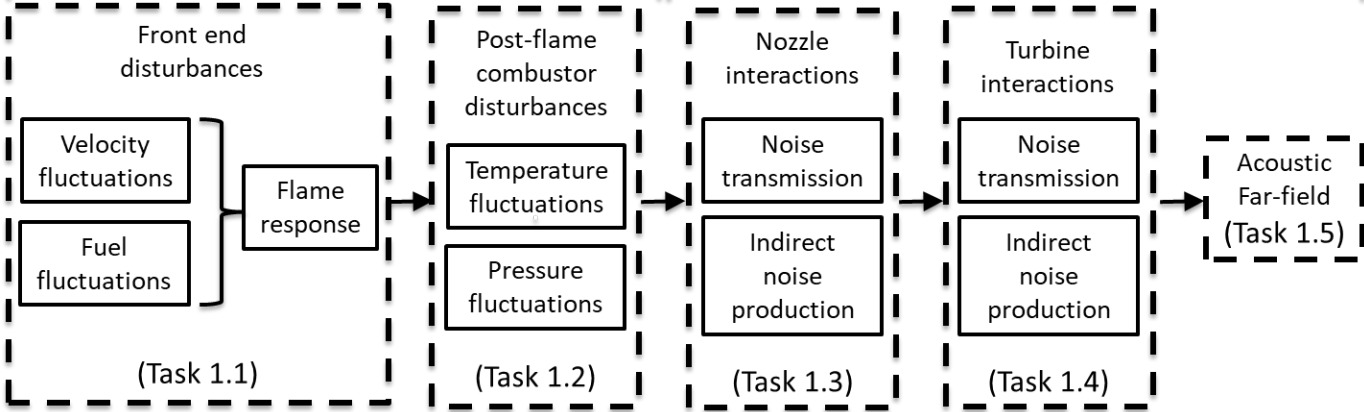 Front end
disturbances
Velocity
fluctuations
Fuel
fluctuations
Flame
response
(Task 1.1)
Post-flame
combustor
disturbances
Temperature
fluctuations
Pressure
fluctuations
(Task 1.2)
Nozzle
interactions
Noise
transmission
Indirect
noise
production
(Task 1.3)
Turbine
interactions
Noise
transmission
Indirect
noise
production
(Task 1.4)
Acoustic
Far-field
(Task 1.5)